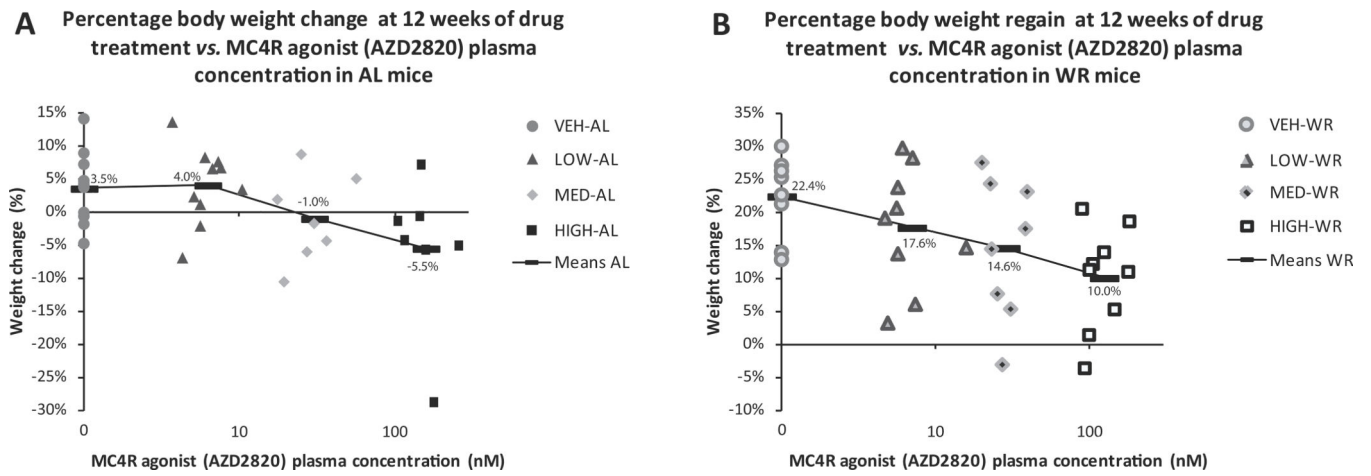 A
Percentage body weight change at 12 weeks of drug
treatment vs. MC4R agonist (AZD2820) plasma
concentration in AL mice
15%
10%
5%
0%
-5%
-10%
-15%
-20%
-25%
-30%
Weight change (%)
3.5%
4.0%
-1.0%
-5.5%
0
10
100
MC4R agonist (AZD2820) plasma concentration (nM)
VEH-AL
LOW-AL
MED-AL
HIGH-AL
Means AL
B
Percentage body weight regain at 12 weeks of drug
treatment vs. MC4R agonist (AZD2820) plasma
concentration in WR mice
35%
30%
25%
20%
15%
10%
5%
0%
-5%
-10%
Weight change (%)
22.4%
17.6%
14.6%
10.0%
0
10
100
MC4R agonist (AZD2820) plasma concentration (nM)
VEH-WR
LOW-WR
MED-WR
HIGH-WR
Means WR